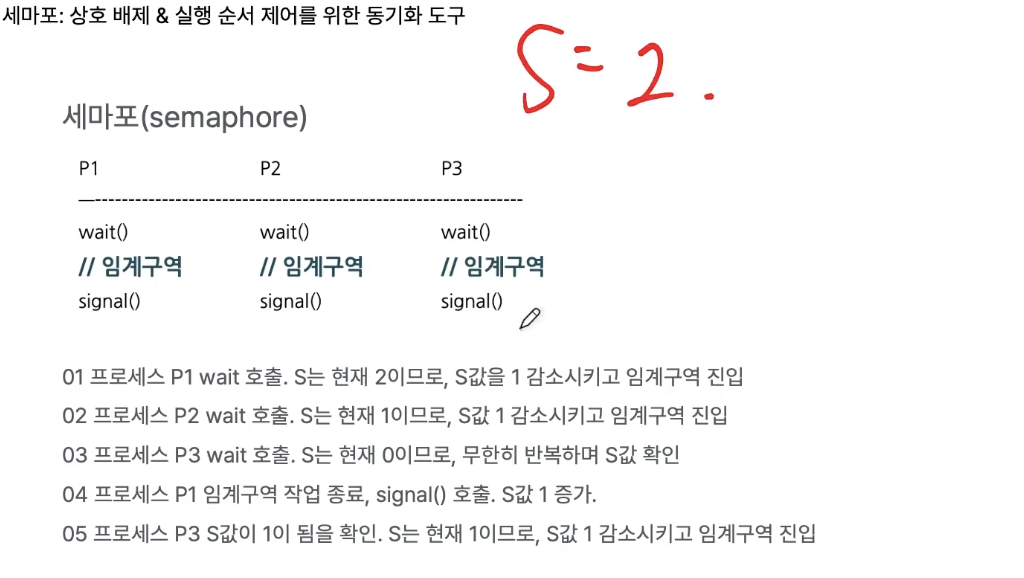 세마포: 상호 배제 & 실행 순서 제어를 위한 동기화 도구
S=2.
세마포(semaphore)
P1 P2 P3
—----------------------------------------------------------------
wait() wait() wait()
// 임계구역 // 임계구역 // 임계구역
signal() signal() signal()
01 프로세스 P1 wait 호출. S는 현재 2이므로, S값을 1 감소시키고 임계구역 진입
02 프로세스 P2 wait 호출. S는 현재 1이므로, S값 1 감소시키고 임계구역 진입
03 프로세스 P3 wait 호출. S는 현재 0이므로, 무한히 반복하며 S값 확인
04 프로세스 P1 임계구역 작업 종료, signal() 호출. S값 1 증가.
05 프로세스 P3 S값이 1이 됨을 확인. S는 현재 1이므로, S값 1 감소시키고 임계구역 진입